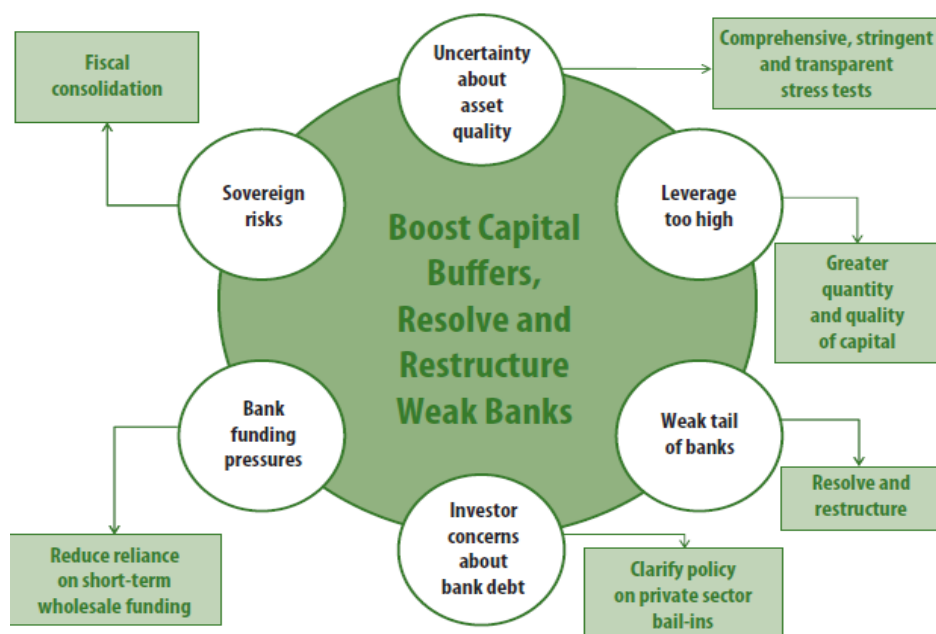 Uncertainty
about
asset
quality
Comprehensive, stringent
and transparent
stress tests
Fiscal
consolidation
Sovereign
risks
Leverage
too high
Boost Capital
Buffers,
Resolve and
Restructure
Weak Banks
Greater
quantity
and quality
of capital
Bank
funding
pressures
Weak tail
of banks
Resolve and
restructure
Investor
concerns
about
bank debt
Reduce reliance
on short-term
wholesale funding
Clarify policy
on private sector
bail-ins